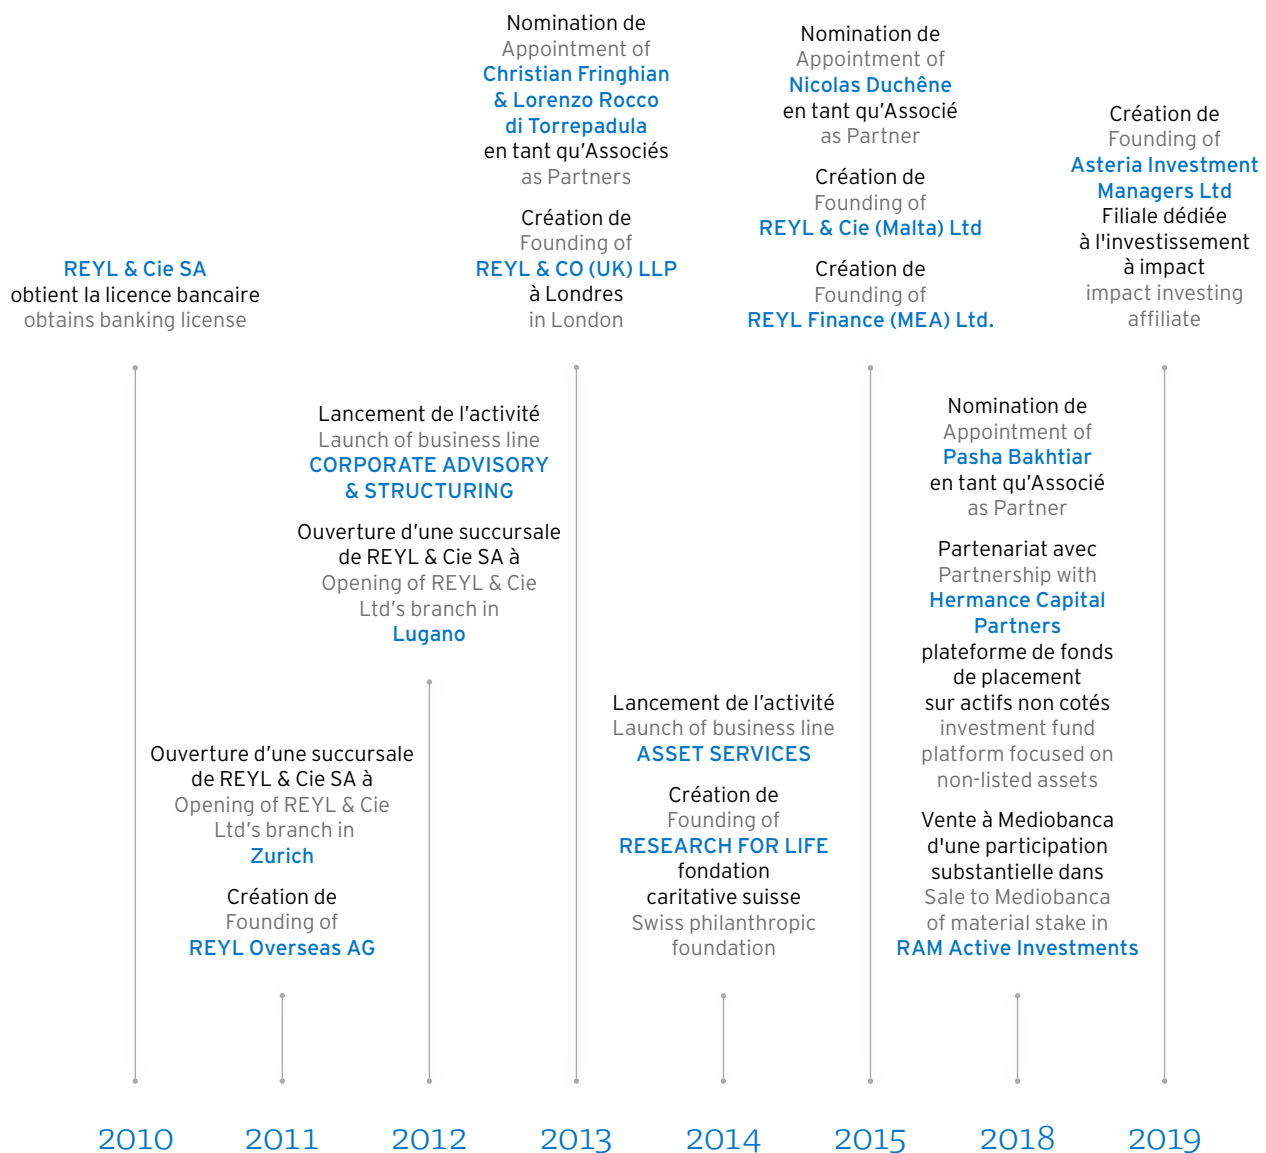 REYL & Cie SA
obtient la licence bancaire
obtains banking license
Ouverture d’une succursale
de REYL & Cie SA à
Opening of REYL & Cie
Ltd’s branch in
Zurich
Création de
Founding of
REYL Overseas AG
Lancement de l’activité
Launch of business line
CORPORATE ADVISORY
& STRUCTURING
Ouverture d’une succursale
de REYL & Cie SA à
Opening of REYL & Cie
Ltd’s branch in
Lugano
Nomination de
Appointment of
Christian Fringhian
& Lorenzo Rocco
di Torrepadula
en tant qu’Associés
as Partners
Création de
Founding of
REYL & CO (UK) LLP
à Londres
in London
Lancement de l’activité
Launch of business line
ASSET SERVICES
Création de
Founding of
RESEARCH FOR LIFE
fondation
caritative suisse
Swiss philanthropic
foundation
Nomination de
Appointment of
Nicolas Duchêne
en tant qu’Associé
as Partner
Création de
Founding of
REYL & Cie (Malta) Ltd
Création de
Founding of
REYL Finance (MEA) Ltd.
Nomination de
Appointment of
Pasha Bakhtiar
en tant qu’Associé
as Partner
Partenariat avec
Partnership with
Hermance Capital
Partners
plateforme de fonds
de placement
sur actifs non cotés
investment fund
platform focused on
non-listed assets
Vente à Mediobanca
d'une participation
substantielle dans
Sale to Mediobanca
of material stake in
RAM Active Investments
Création de
Founding of
Asteria Investment
Managers Ltd
Filiale dédiée
à l'investissement
à impact
impact investing
affiliate
2010
2011
2012
2013
2014
2015
2018
2019